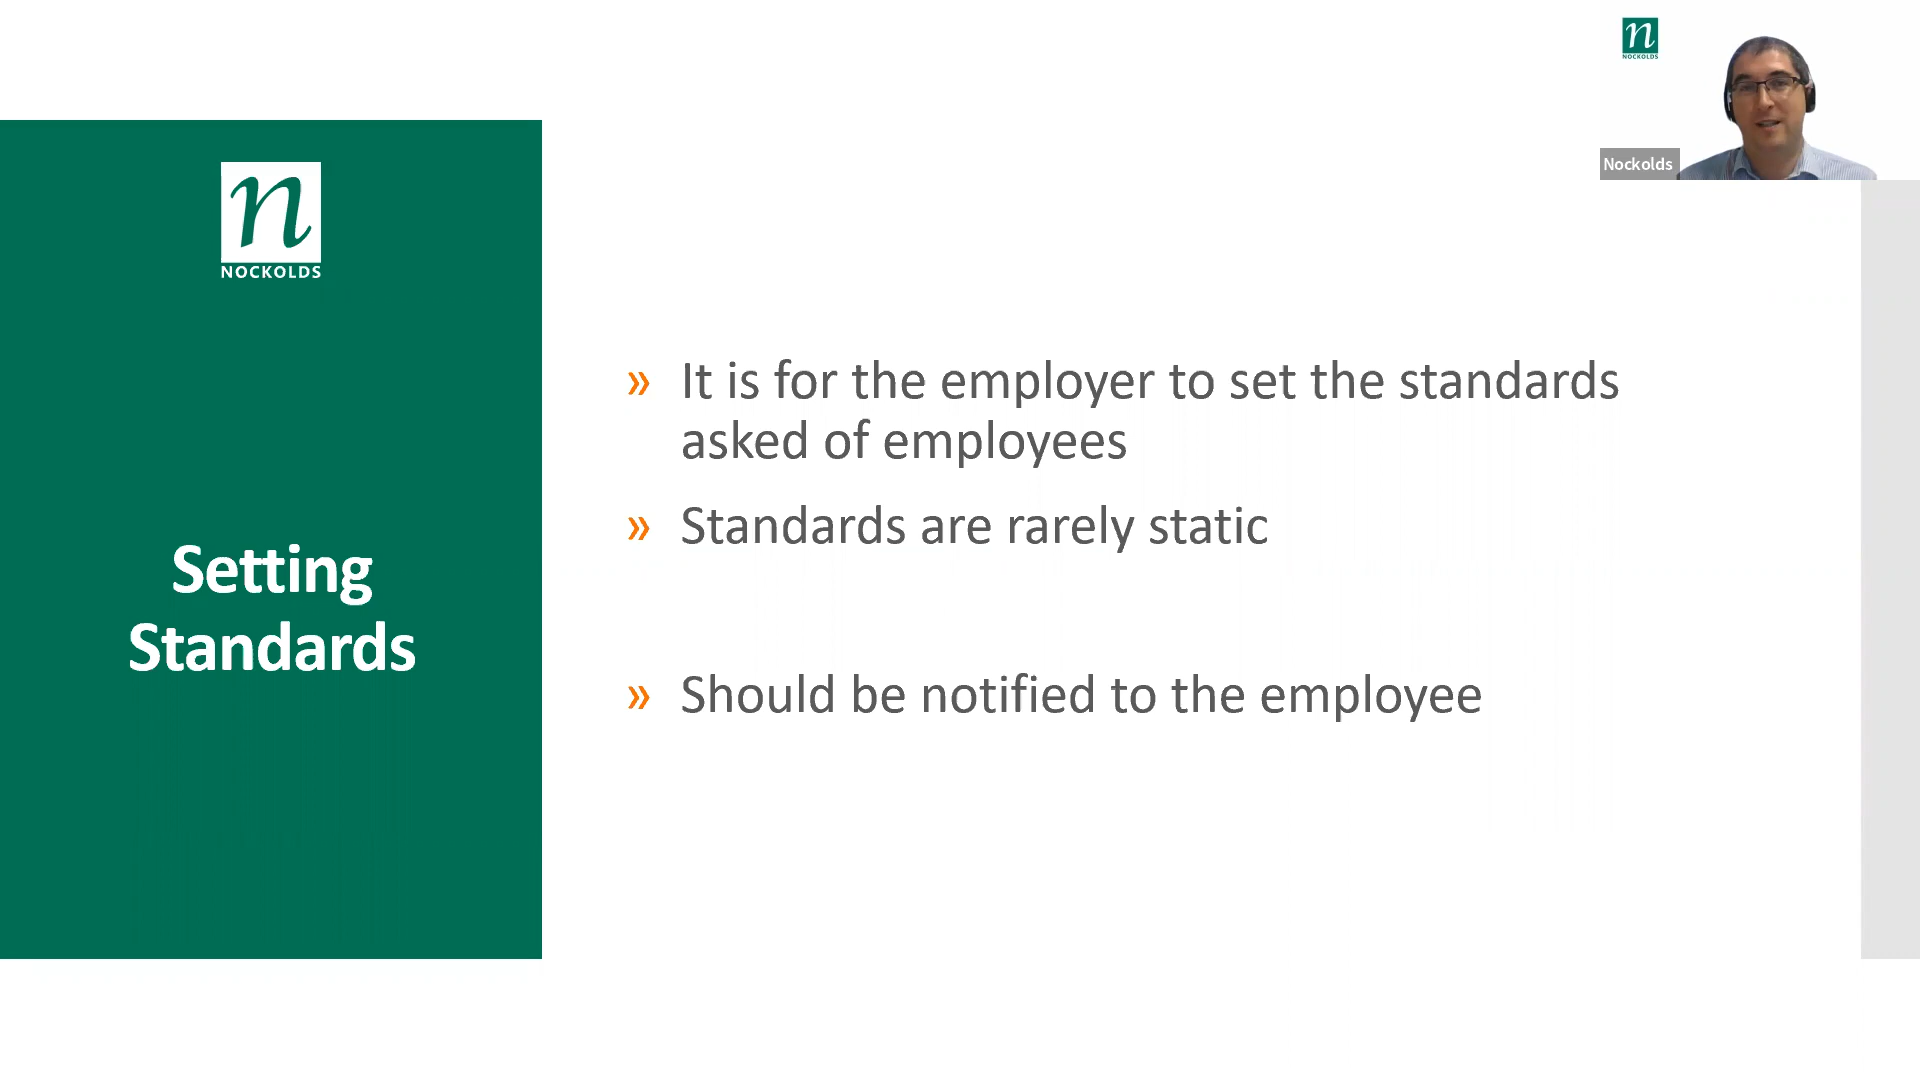 n
NOCKOLDS
Nockolds
n
NOCKOLDS
Setting
Standards
» It is for the employer to set the standards
asked of employees
» Standards are rarely static
» Should be notified to the employee